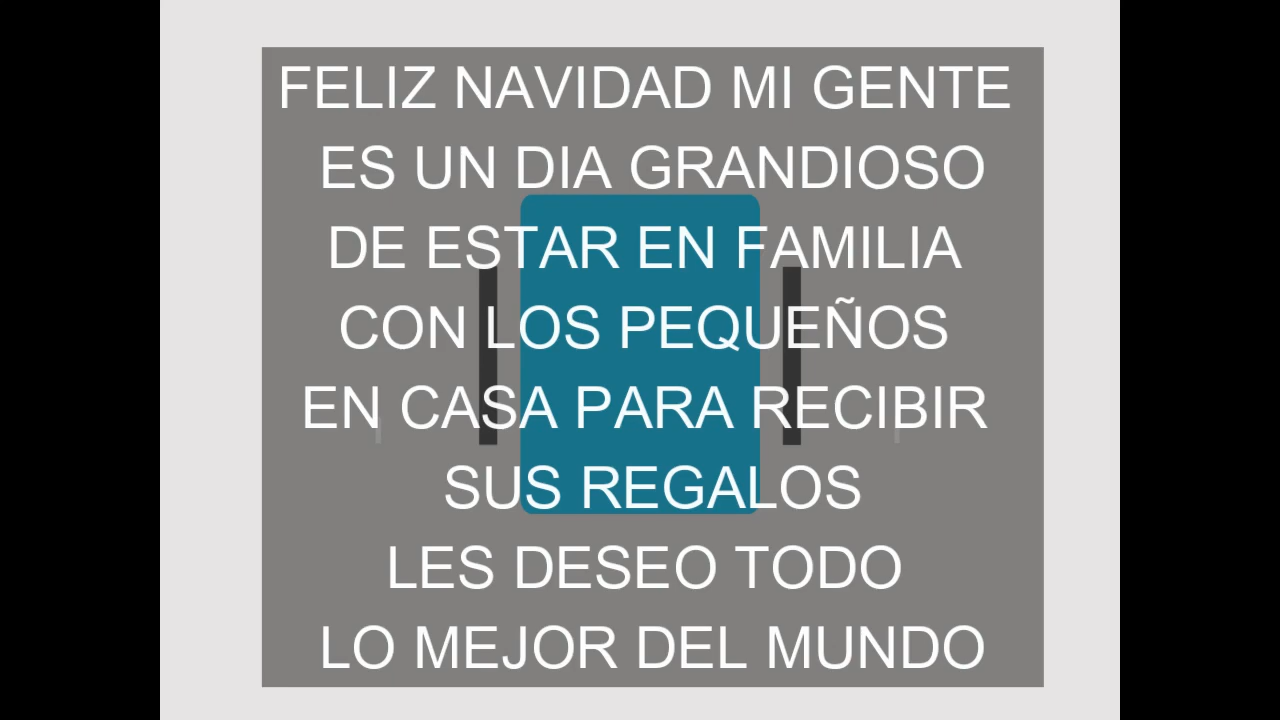 FELIZ NAVIDAD MI GENTE
ES UN DIA GRANDIOSO
DE ESTAR EN FAMILIA
CON LOS PEQUEÑOS
EN CASA PARA RECIBIR
SUS REGALOS
LES DESEO TODO
LO MEJOR DEL MUNDO